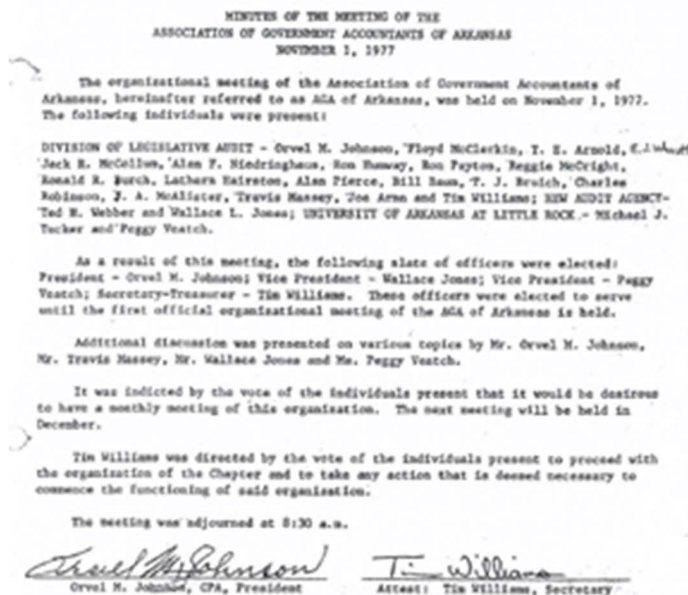 MINUTES OF THE MEETING OF THE
ASSOCIATION OF GOVERNMENT ACCOUNTANTS OF ARKANSAS
NOVEMBER 1, 1977
The organizational meeting of the Association of Government Accountants of
Arkansas, hereinafter referred to as AGA of Arkansas, was held on November 1, 1977.
The following individuals were present:
DIVISION OF LEGISLATIVE AUDIT - Orvel M. Johnson, Floyd McClerkin, T. E. Arnold,
Jack R. McCollum, Alan F. Niedringhaus, Ron Hunway, Ron Payton, Reggie McCright,
Ronald R. Burch, Lathern Hairston, Alan Pierce, Bill Baum, T. J. Bruich, Charles
Robinson, J. A. McAlister, Travis Massey, Joe Arns and Tim Williams; HEW AUDIT AGENCY-
Ted H. Webber and Wallace L. Jones; UNIVERSITY OF ARKANSAS AT LITTLE ROCK - Michael J.
Tucker and Peggy Veatch.
As a result of this meeting, the following slate of officers were elected:
President - Orvel M. Johnson; Vice President - Wallace Jones; Vice President - Peggy
Veatch; Secretary-Treasurer - Tim Williams. These officers were elected to serve
until the first official organizational meeting of the AGA of Arkansas is held.
Additional discussion was presented on various topics by Mr. Orvel M. Johnson,
Mr. Travis Massey, Mr. Wallace Jones and Ms. Peggy Veatch.
It was indicted by the vote of the individuals present that it would be desirous
to have a monthly meeting of this organization. The next meeting will be held in
December.
Tim Williams was directed by the vote of the individuals present to proceed with
the organization of the Chapter and to take any action that is deemed necessary to
commence the functioning of said organization.
The meeting was adjourned at 8:30 a.m.
Orvel M. Johnson Tim Williams
Orvel M. Johnson, CPA, President Attest: Tim Williams, Secretary